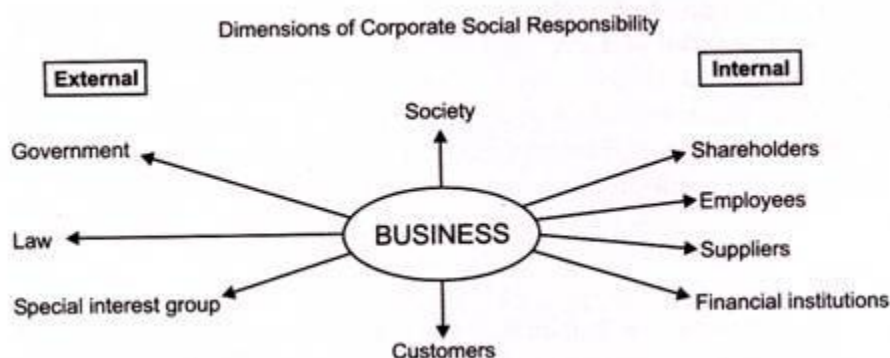 Dimensions of Corporate Social Responsibility
External
Internal
Society
Government
Shareholders
Employees
Law
BUSINESS
Suppliers
Special interest group
Financial institutions
Customers